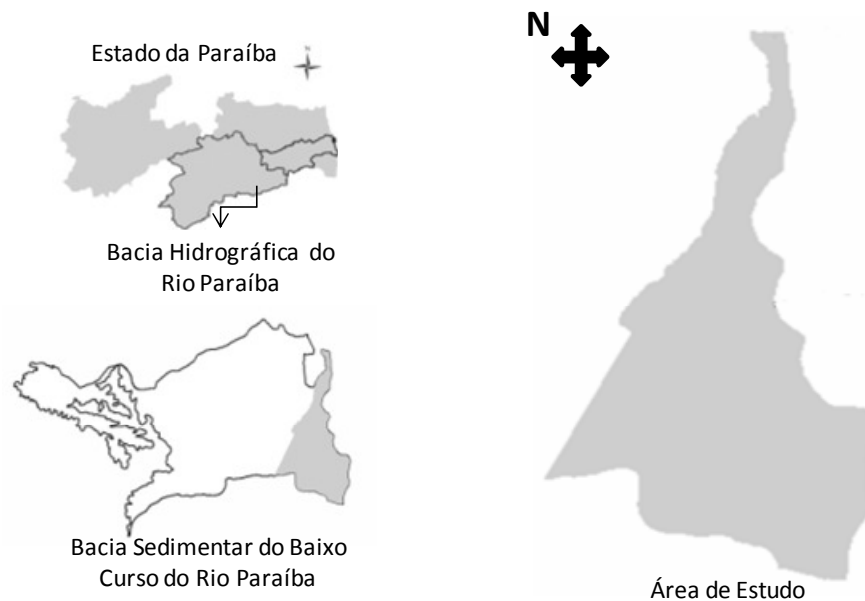 Estado da Paraíba
Bacia Hidrográfica do
Rio Paraíba
Bacia Sedimentar do Baixo
Curso do Rio Paraíba
N
Área de Estudo